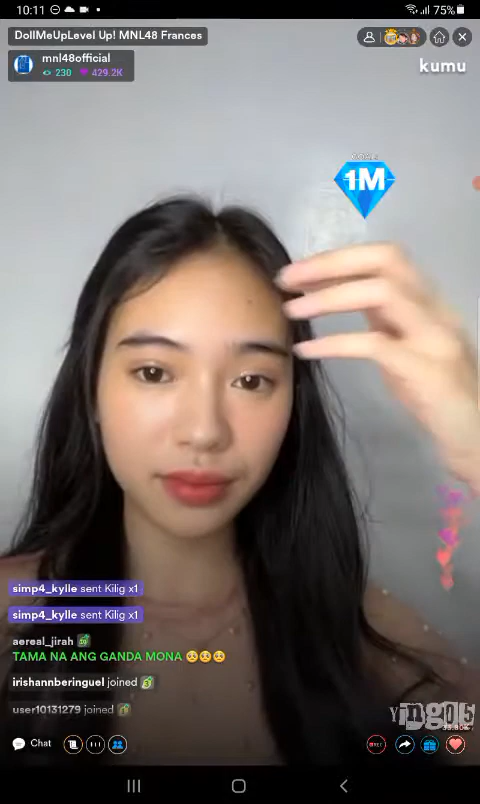 10:11
75%
DollMeUpLevel Up! MNL48 Frances
mnl48official
230 429.2K
kumu
1M
simp4_kylle sent Kilig x1
simp4_kylle sent Kilig x1
aereal_jirah
TAMA NA ANG GANDA MONA 🥺🥺🥺
irishannberinguel joined
user10131279 joined
Chat